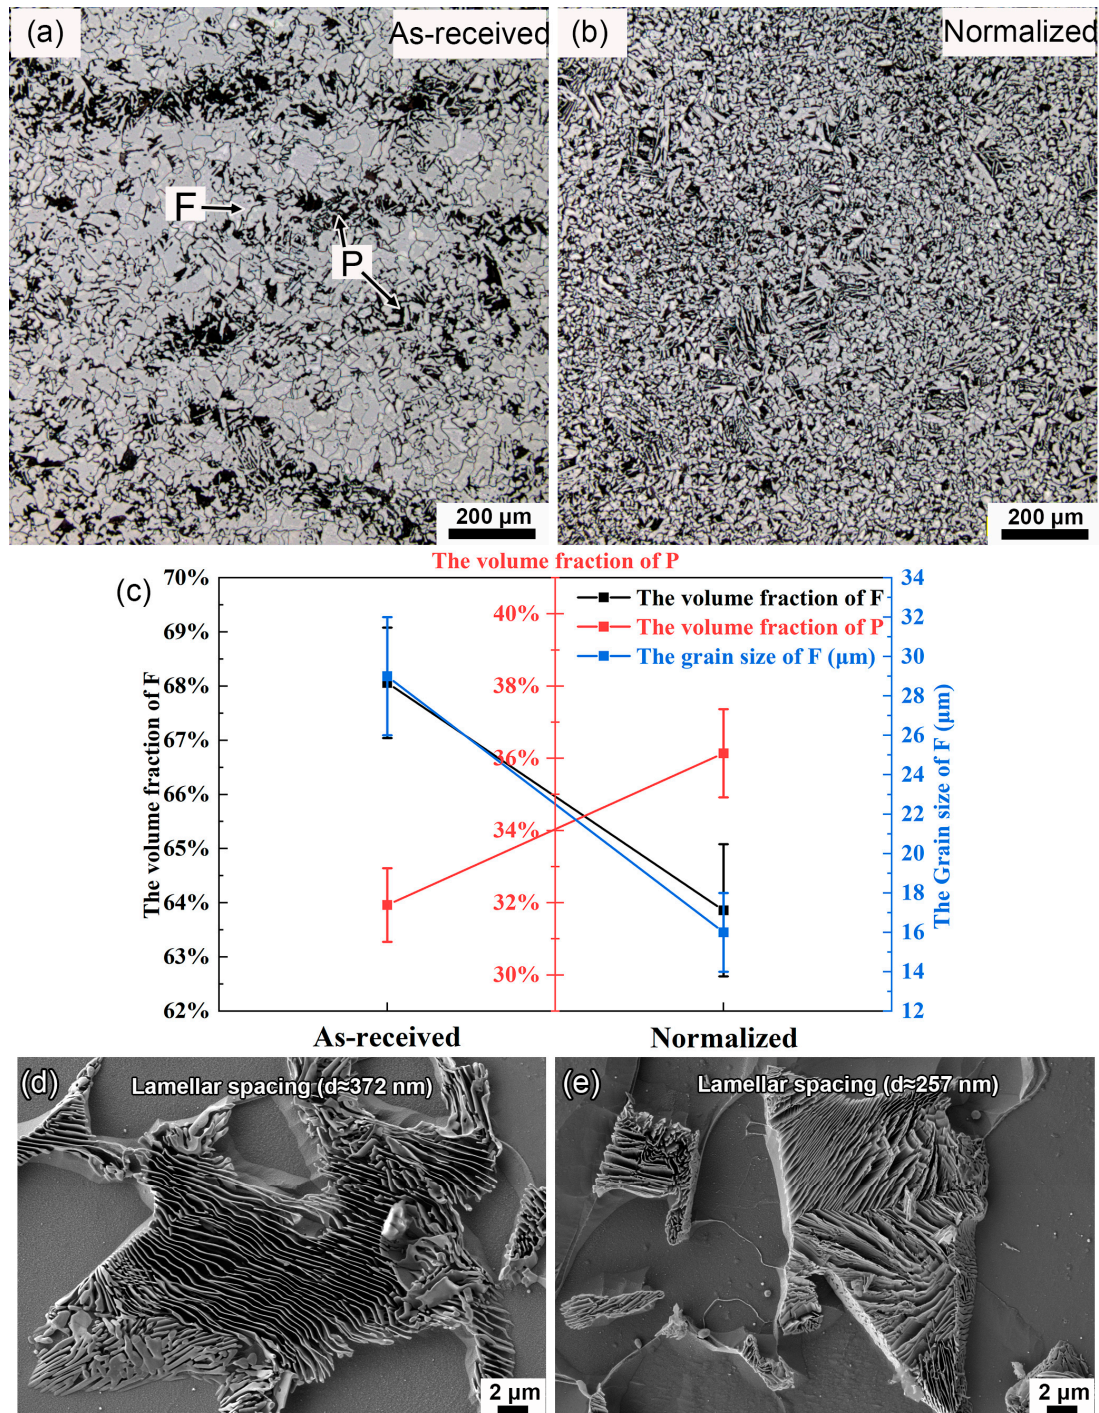 (a)
As-received
(b)
Normalized
F
P
200 μm
200 μm
The volume fraction of P
(c)
70%
69%
68%
67%
66%
65%
64%
63%
62%
The volume fraction of F
40%
38%
36%
34%
32%
30%
The volume fraction of F
The volume fraction of P
The grain size of F (μm)
34
32
30
28
26
24
22
20
18
16
14
12
The Grain size of F (μm)
As-received
Normalized
(d)
Lamellar spacing (d≈372 nm)
2 μm
(e)
Lamellar spacing (d≈257 nm)
2 μm